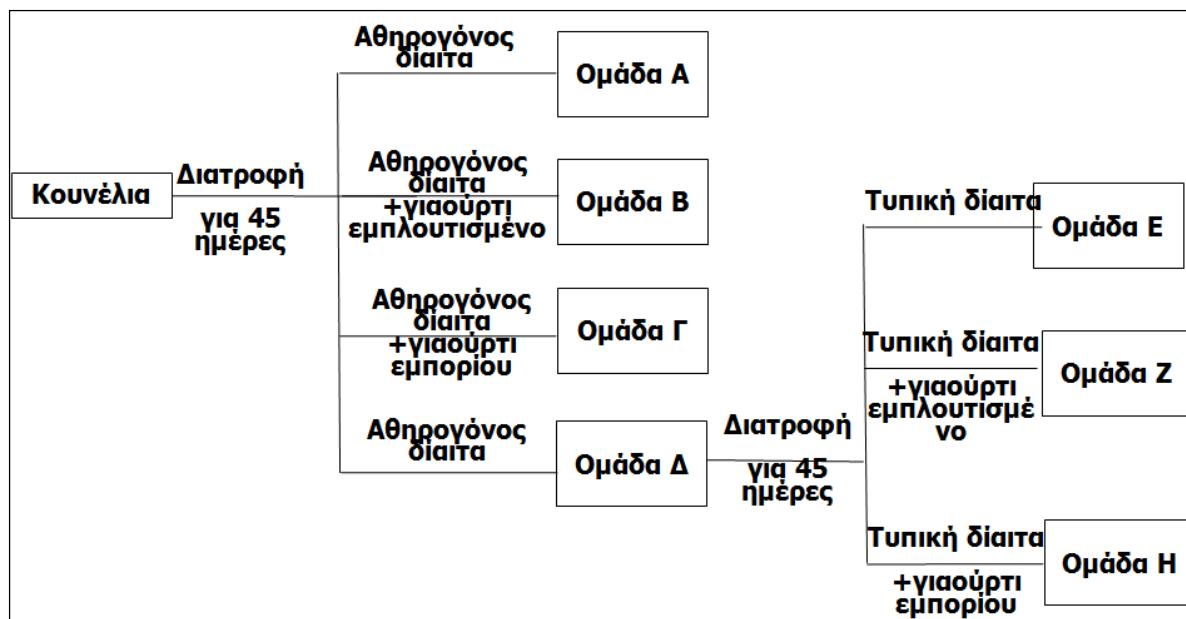 Κουνέλια
Διατροφή
για 45
ημέρες
Αθηρογόνος
δίαιτα
Ομάδα Α
Αθηρογόνος
δίαιτα
+γιαούρτι
εμπλουτισμένο
Ομάδα Β
Αθηρογόνος
δίαιτα
+γιαούρτι
εμπορίου
Ομάδα Γ
Αθηρογόνος
δίαιτα
Ομάδα Δ
Διατροφή
για 45
ημέρες
Τυπική δίαιτα
Ομάδα Ε
Τυπική δίαιτα
+γιαούρτι
εμπλουτισμέ
νο
Ομάδα Ζ
Τυπική δίαιτα
+γιαούρτι
εμπορίου
Ομάδα Η